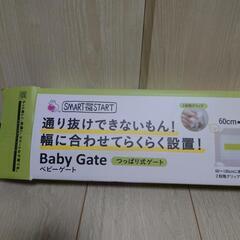 SMART START
通り抜けできないもん!
幅に合わせてらくらく設置!
Baby Gate つっぱり式ゲート
ベビーゲート
60cm